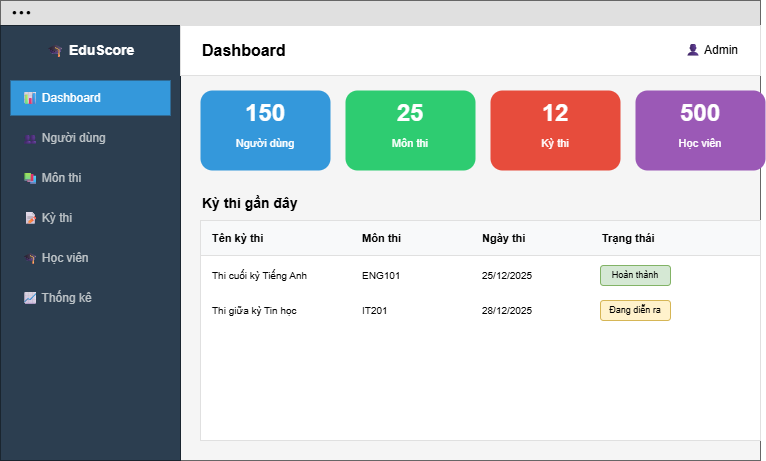 EduScore
Dashboard
Người dùng
Môn thi
Kỳ thi
Học viên
Thống kê
Dashboard
Admin
150
Người dùng
25
Môn thi
12
Kỳ thi
500
Học viên
Kỳ thi gần đây
Tên kỳ thi Môn thi Ngày thi Trạng thái
Thi cuối kỳ Tiếng Anh ENG101 25/12/2025 Hoàn thành
Thi giữa kỳ Tin học IT201 28/12/2025 Đang diễn ra